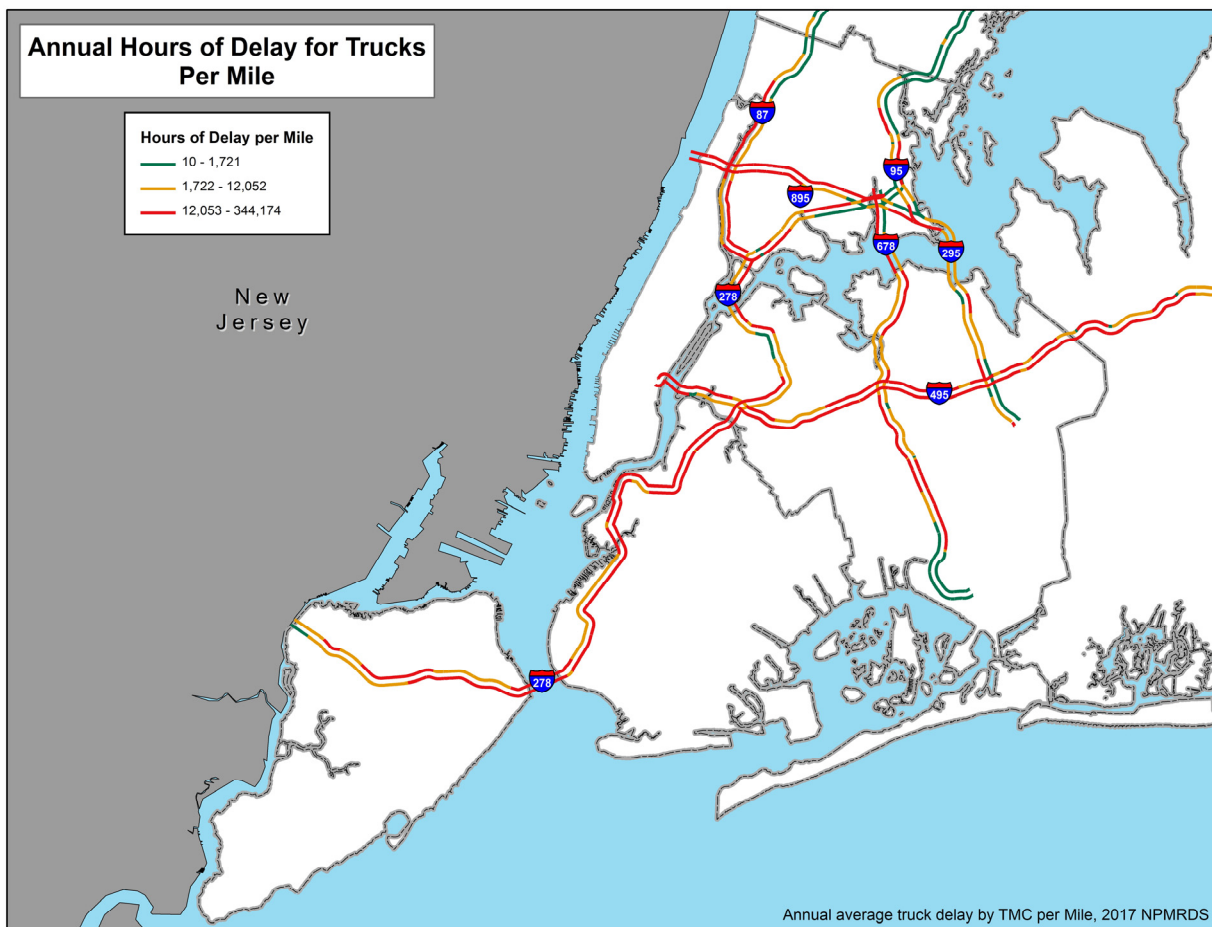 Annual Hours of Delay for Trucks
Per Mile
Hours of Delay per Mile
10 - 1,721
1,722 - 12,052
12,053 - 344,174
87
95
895
678
295
New
Jersey
278
495
278
Annual average truck delay by TMC per Mile, 2017 NPMRDS